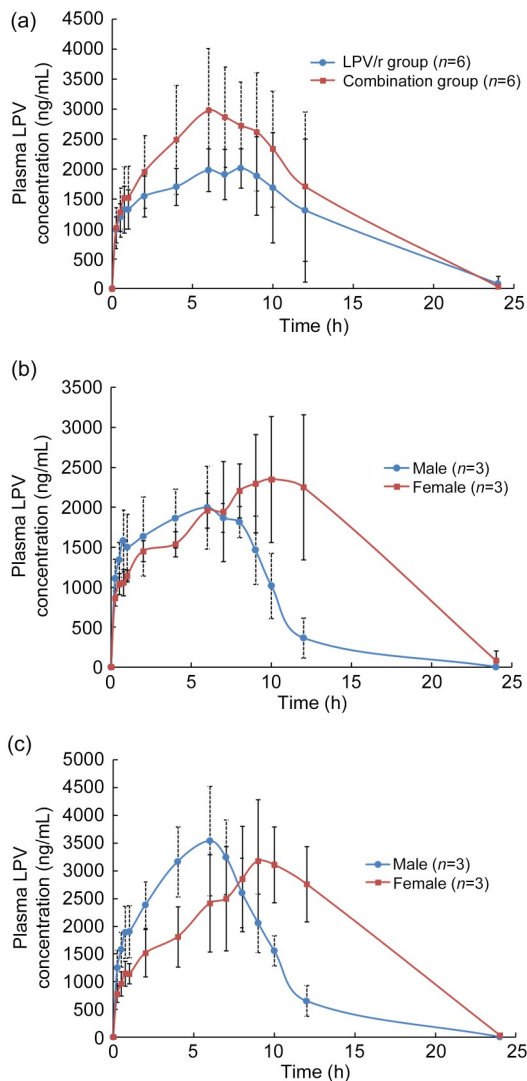 (a)
4500
4000
3500
3000
2500
2000
1500
1000
500
0
Plasma LPV
concentration (ng/mL)
LPV/r group (n=6)
Combination group (n=6)
0 5 10 15 20 25
Time (h)
(b)
3500
3000
2500
2000
1500
1000
500
0
Plasma LPV
concentration (ng/mL)
Male (n=3)
Female (n=3)
0 5 10 15 20 25
Time (h)
(c)
5000
4500
4000
3500
3000
2500
2000
1500
1000
500
0
Plasma LPV
concentration (ng/mL)
Male (n=3)
Female (n=3)
0 5 10 15 20 25
Time (h)